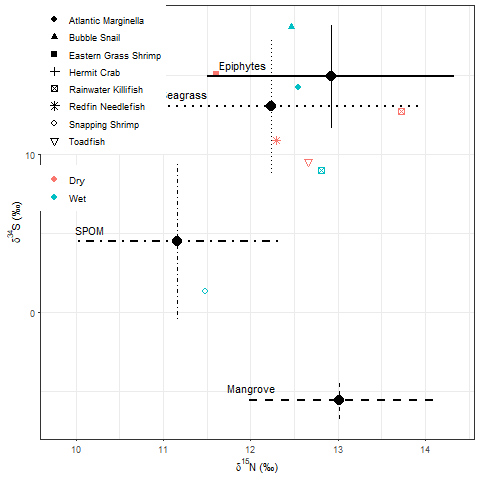 Atlantic Marginella
Bubble Snail
Eastern Grass Shrimp
Hermit Crab
Rainwater Killifish
Redfin Needlefish
Snapping Shrimp
Toadfish
Dry
Wet
Epiphytes
eagrass
SPOM
Mangrove
10
0
δ³⁴S (‰)
10 11 12 13 14
δ¹⁵N (‰)